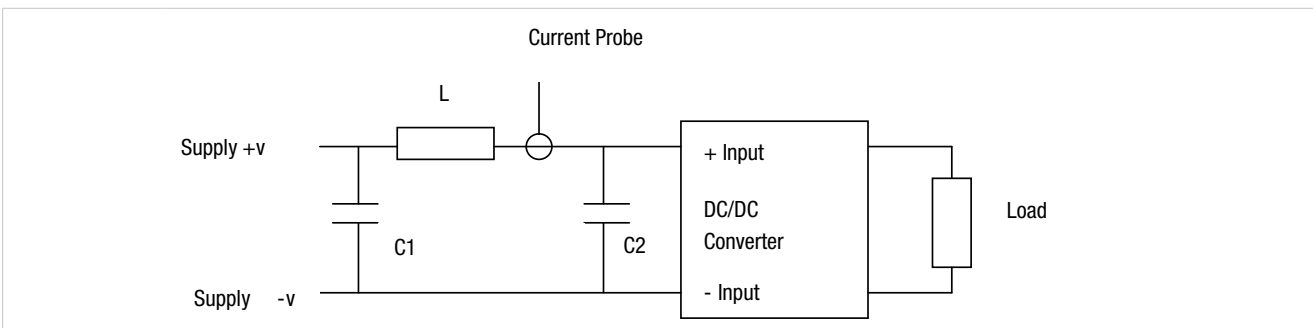 Current Probe
L
Supply +v
+ Input
C1
C2
DC/DC
Converter
Load
Supply -v
- Input